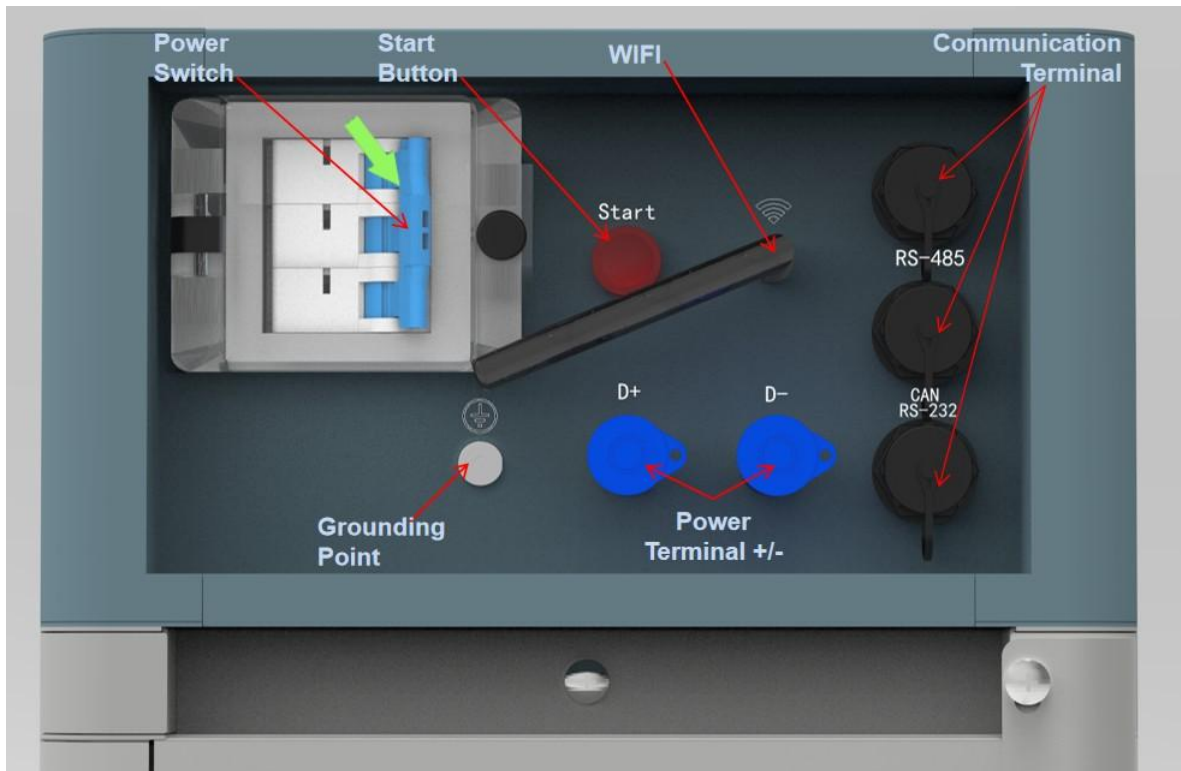 Power
Switch
Start
Button
WIFI
Communication
Terminal
Start
RS-485
D+
D-
CAN
RS-232
Grounding
Point
Power
Terminal +/-